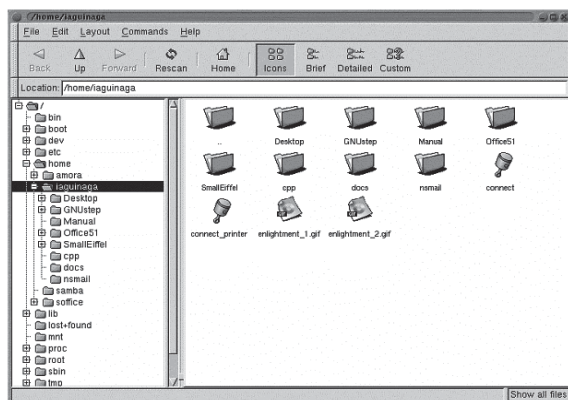 /home/iaguinaga
File Edit Layout Commands Help
Back Up Forward Rescan Home Icons Brief Detailed Custom
Location: /home/iaguinaga
/
bin
boot
dev
etc
home
amora
iaguinaga
Desktop
GNUstep
Manual
Office51
SmallEiffel
cpp
docs
nsmail
samba
soffice
lib
lost+found
mnt
proc
root
sbin
tmp
.. Desktop GNUstep Manual Office51
SmallEiffel cpp docs nsmail connect
connect_printer enlightment_1.gif enlightment_2.gif
Show all files